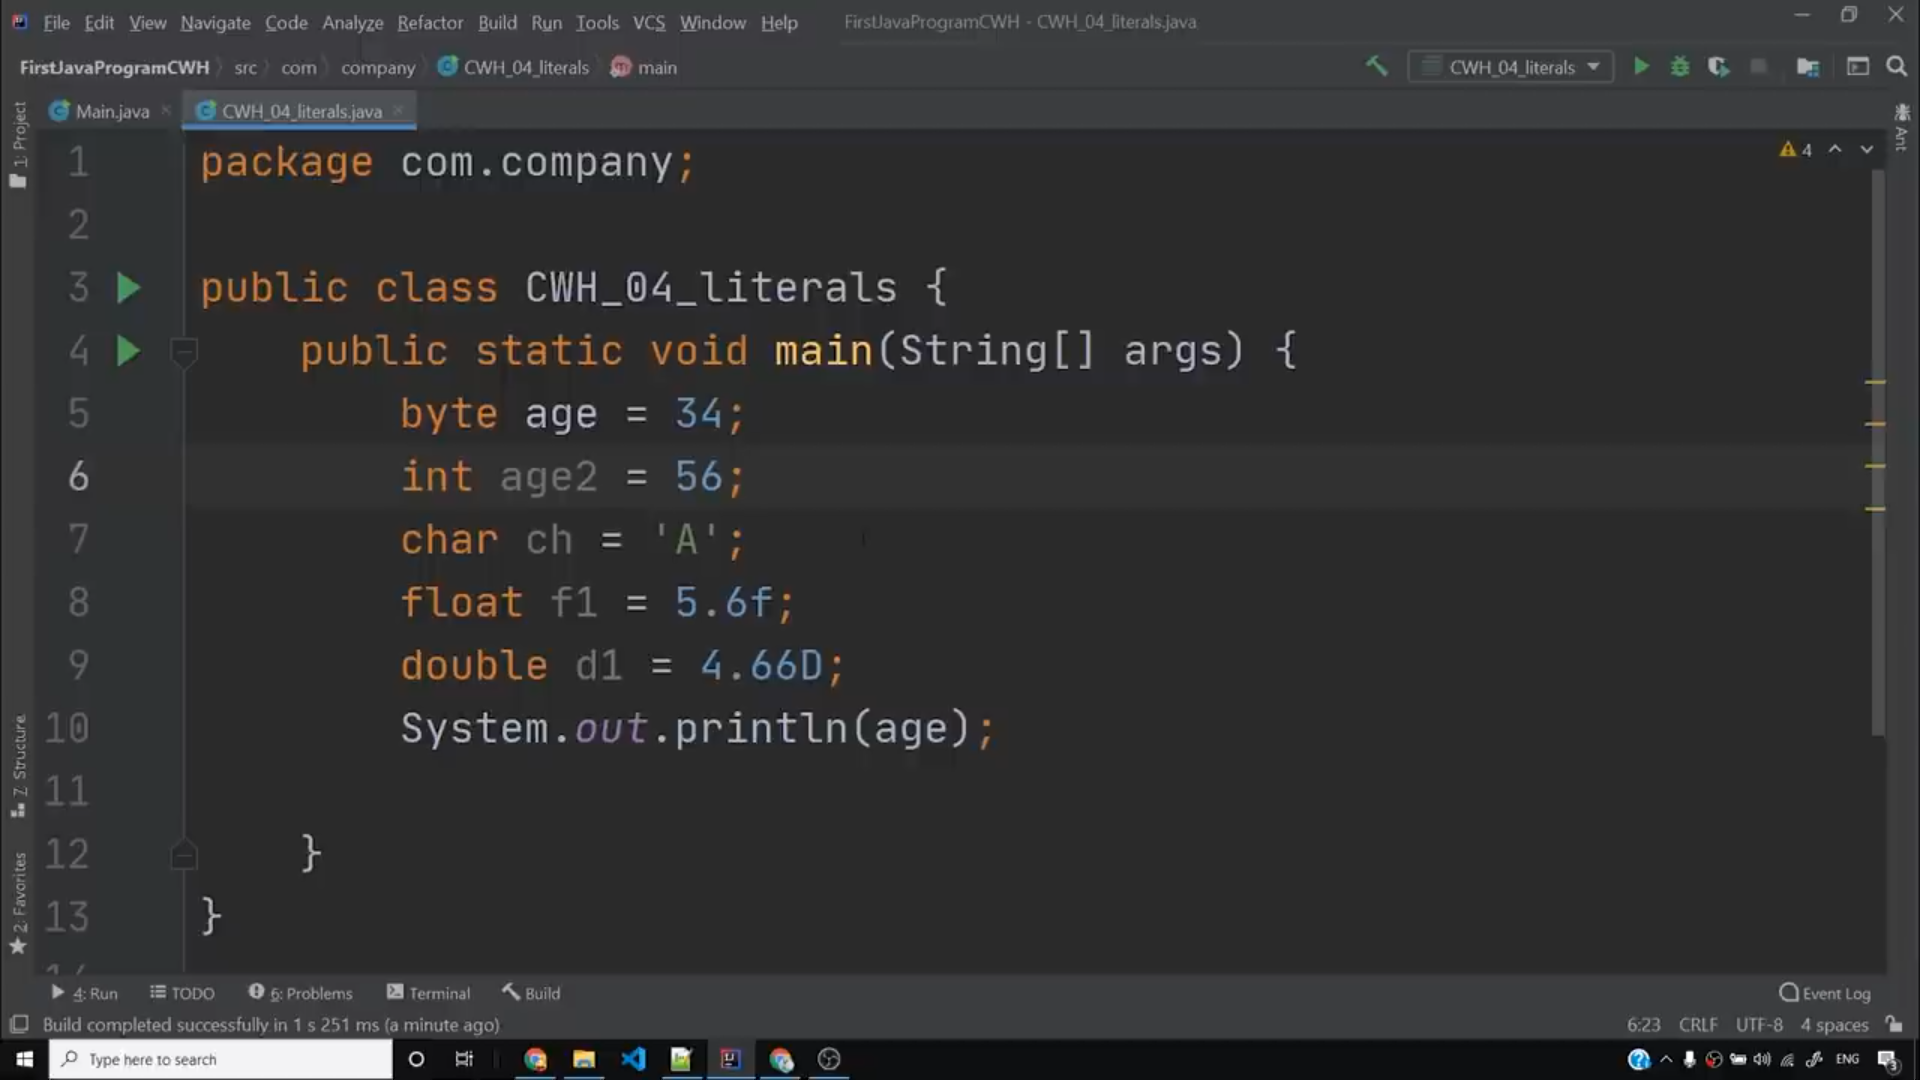 File Edit View Navigate Code Analyze Refactor Build Run Tools VCS Window Help FirstJavaProgramCWH - CWH_04_literals.java
FirstJavaProgramCWH src com company CWH_04_literals main CWH_04_literals
Main.java CWH_04_literals.java
1: Project
Ant
4
1 package com.company;
2
3 public class CWH_04_literals {
4 public static void main(String[] args) {
5 byte age = 34;
6 int age2 = 56;
7 char ch = 'A';
8 float f1 = 5.6f;
9 double d1 = 4.66D;
10 System.out.println(age);
11
12 }
13 }
7: Structure
2: Favorites
4: Run TODO 6: Problems Terminal Build Event Log
Build completed successfully in 1 s 251 ms (a minute ago) 6:23 CRLF UTF-8 4 spaces
Type here to search ENG 3